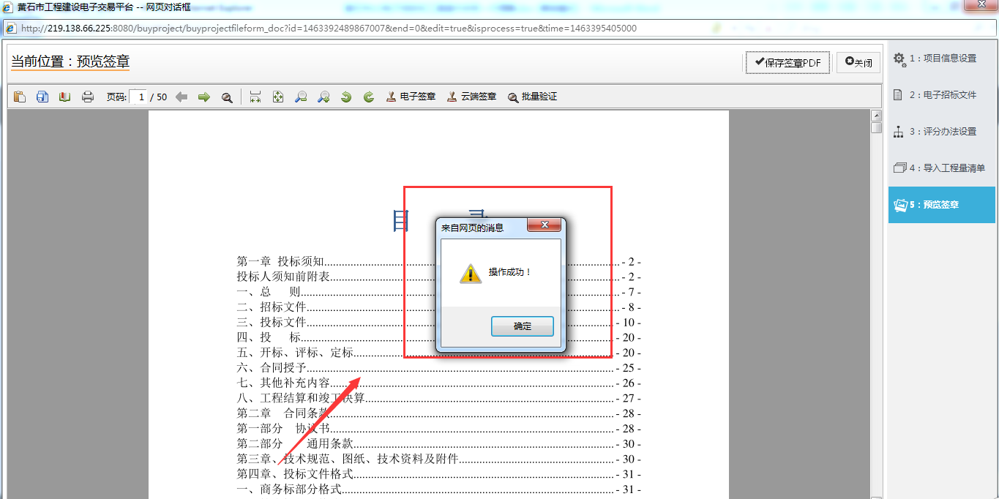 黄石市工程建设电子交易平台 -- 网页对话框
http://219.138.66.225:8080/buyproject/buyprojectfileform_doc?id=1463392489867007&end=0&edit=true&isprocess=true&time=1463395405000
当前位置：预览签章
保存签章PDF
关闭
页码: 1 / 50
电子签章
云端签章
批量验证
1：项目信息设置
2：电子招标文件
3：评分办法设置
4：导入工程量清单
5：预览签章
目 录
来自网页的消息
操作成功！
确定
第一章 投标须知 - 2 -
投标人须知前附表 - 2 -
一、总 则 - 7 -
二、招标文件 - 8 -
三、投标文件 - 10 -
四、投 标 - 20 -
五、开标、评标、定标 - 20 -
六、合同授予 - 25 -
七、其他补充内容 - 26 -
八、工程结算和竣工决算 - 27 -
第二章 合同条款 - 28 -
第一部分 协议书 - 28 -
第二部分 通用条款 - 30 -
第三章、技术规范、图纸、技术资料及附件 - 30 -
第四章、投标文件格式 - 31 -
一、商务标部分格式 - 31 -